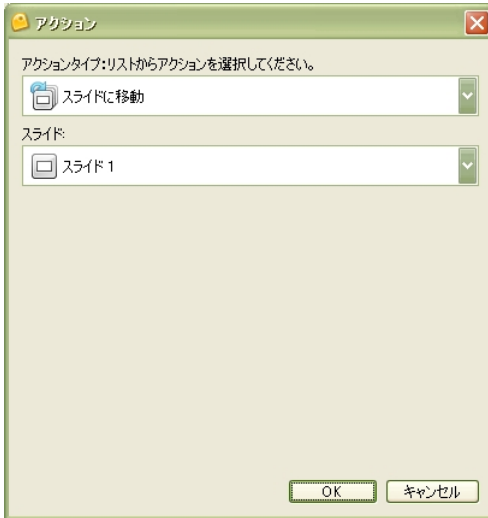 アクション
アクションタイプ:リストからアクションを選択してください。
スライドに移動
スライド:
スライド 1
OK
キャンセル